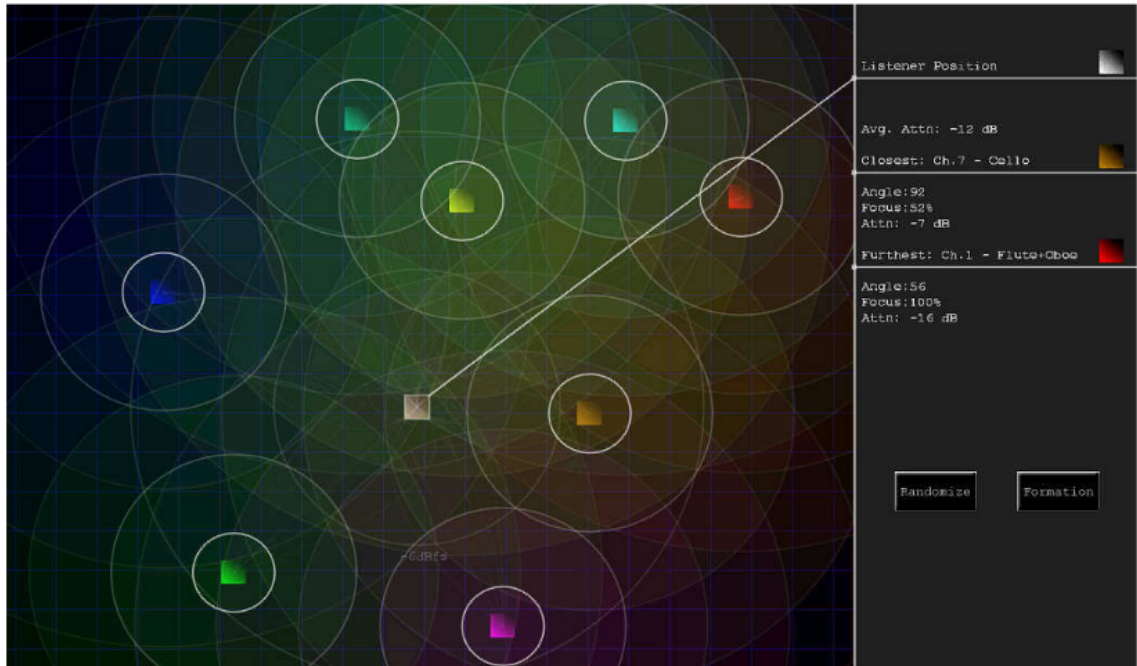 Listener Position
Avg. Attn: -12 dB
Closest: Ch.7 - Cello
Angle:92
Focus:52%
Attn: -7 dB
Furthest: Ch.1 - Flute+Oboe
Angle:56
Focus:100%
Attn: -16 dB
Randomize
Formation
-6dBfs